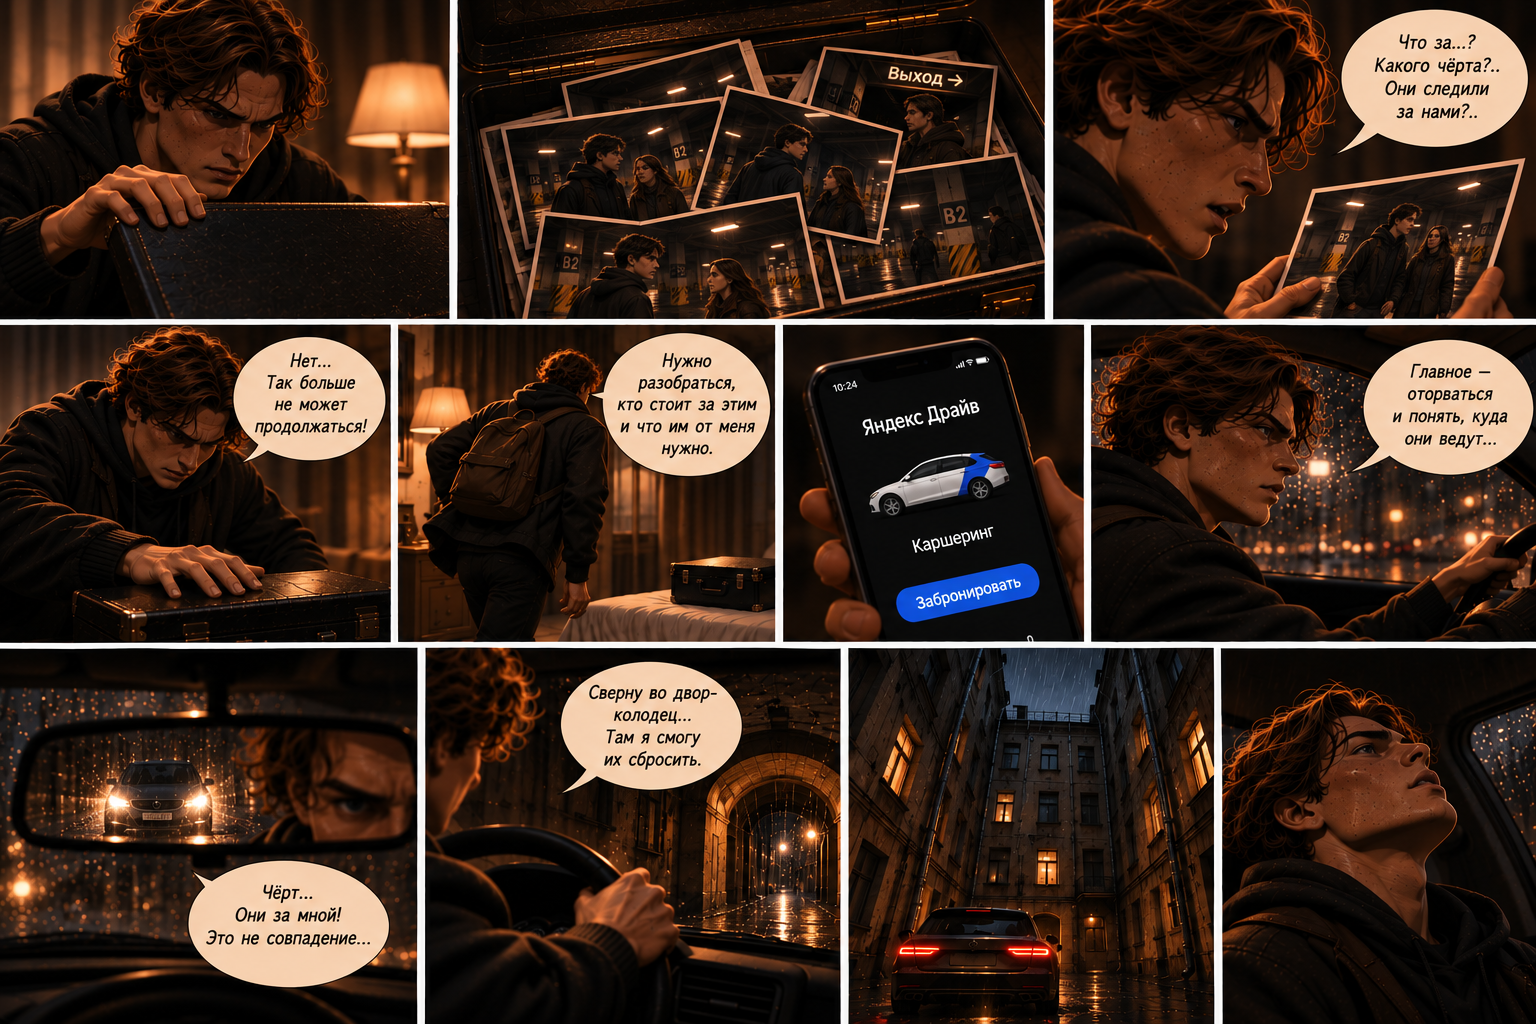 Выход →
B2
B2
B2
B2
Что за...?
Какого чёрта?..
Они следили
за нами?..
B2
Нет...
Так больше
не может
продолжаться!
Нужно
разобраться,
кто стоит за этим
и что им от меня
нужно.
10:24
Яндекс Драйв
Каршеринг
Забронировать
Главное –
оторваться
и понять, куда
они ведут...
Чёрт...
Они за мной!
Это не совпадение...
Сверну во двор-
колодец...
Там я смогу
их сбросить.